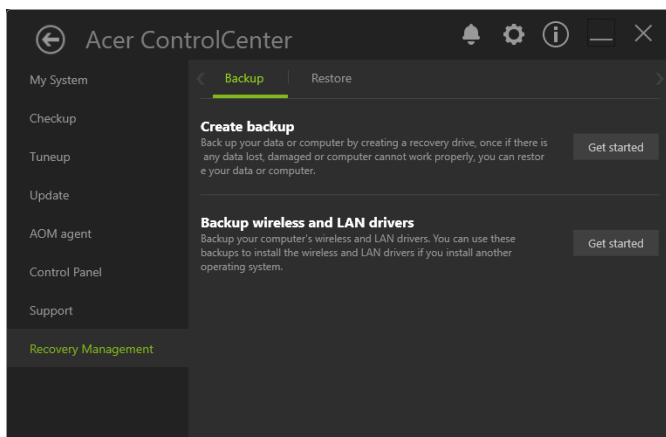 Acer ControlCenter
My System
Checkup
Tuneup
Update
AOM agent
Control Panel
Support
Recovery Management
Backup
Restore
Create backup
Back up your data or computer by creating a recovery drive, once if there is
any data lost, damaged or computer cannot work properly, you can restor
e your data or computer.
Get started
Backup wireless and LAN drivers
Backup your computer's wireless and LAN drivers. You can use these
backups to install the wireless and LAN drivers if you install another
operating system.
Get started